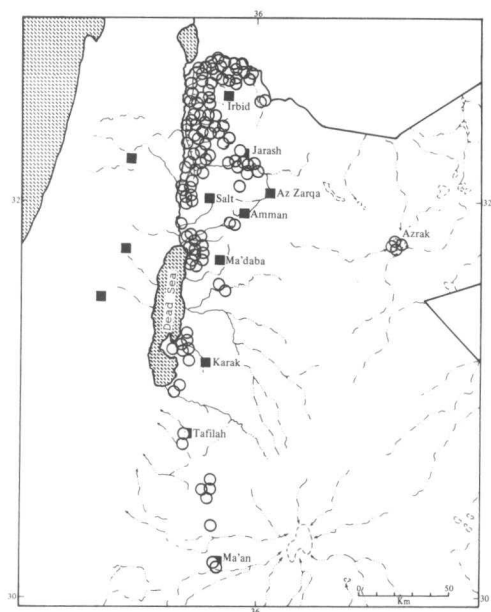 36
Irbid
Jarash
Az Zarqa
Salt
32
Amman
Azrak
Ma'daba
Dead Sea
Karak
Tafilah
Ma'an
0 50
Km
30
36
30